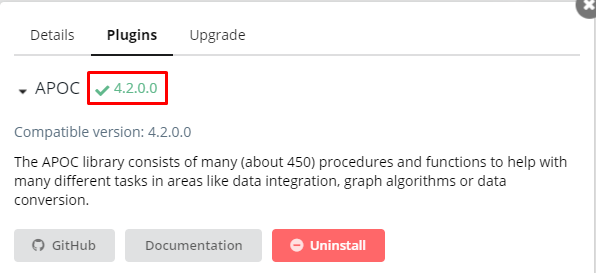 Details Plugins Upgrade
APOC 4.2.0.0
Compatible version: 4.2.0.0
The APOC library consists of many (about 450) procedures and functions to help with
many different tasks in areas like data integration, graph algorithms or data
conversion.
GitHub Documentation Uninstall